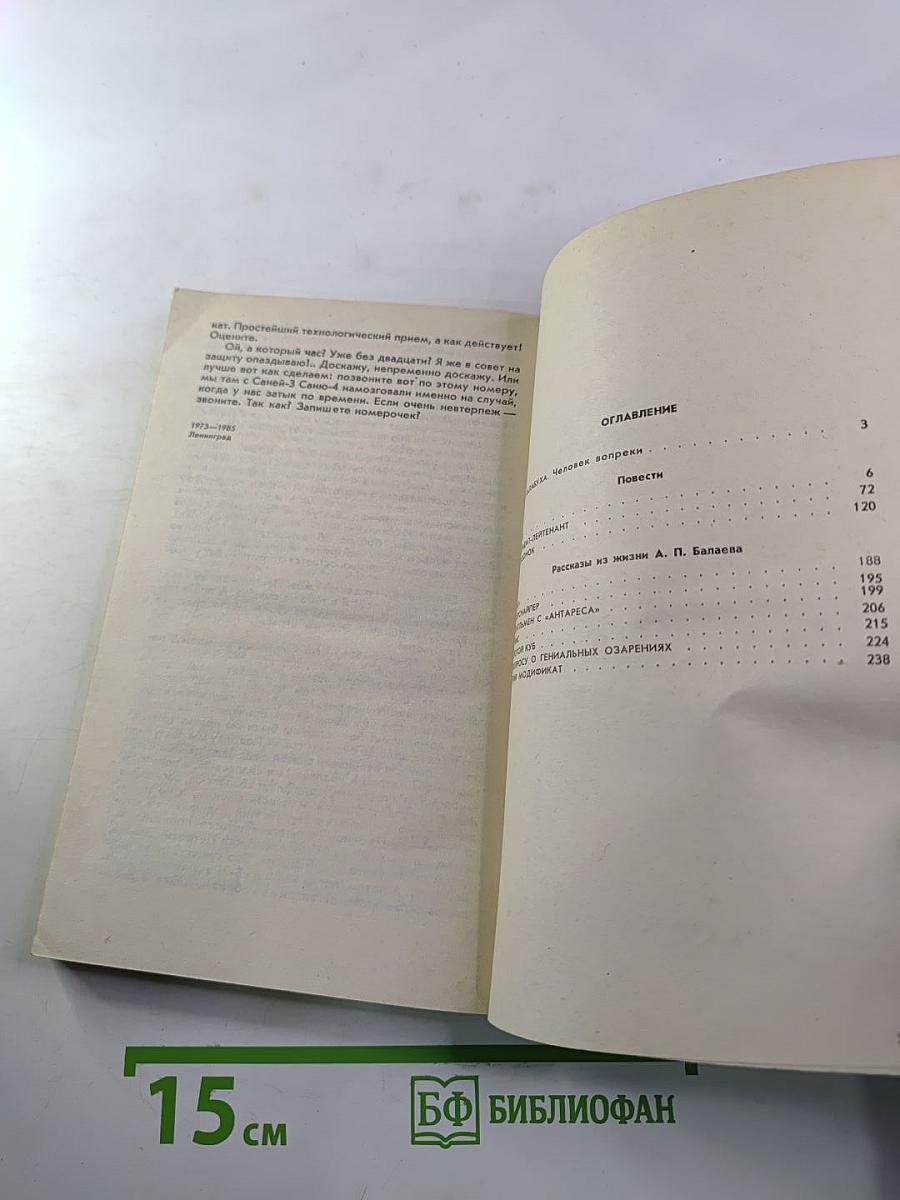 кат. Простейший технологический прием, а как действует!
Оцените.
Ой, а который час? Уже без двадцати? Я же в совет на
защиту опаздываю!.. Доскажу, непременно доскажу. Или
лучше вот как сделаем: позвоните вот по этому номеру,
мы там с Саней-3 Саню-4 намозговали именно на случай,
когда у нас затык по времени. Если очень невтерпеж —
звоните. Так как? Запишете номерочек?
1973—1985
Ленинград
ОГЛАВЛЕНИЕ
ЛАБУХА. Человек вопреки . . . . . . . . . . . 3
Повести
6
72
ЛЕЙТЕНАНТ 120
Рассказы из жизни А. П. Балаева
188
СНАЙПЕР 195
С «АНТАРЕСА» 199
206
КУБ 215
О ГЕНИАЛЬНЫХ ОЗАРЕНИЯХ 224
МОДИФИКАТ 238
15 см
БФ БИБЛИОФАН